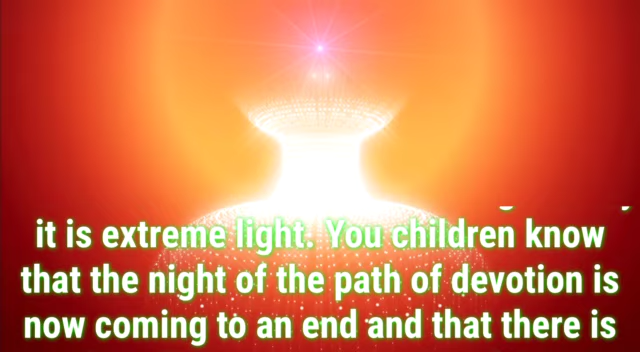 it is extreme light. You children know
that the night of the path of devotion is
now coming to an end and that there is